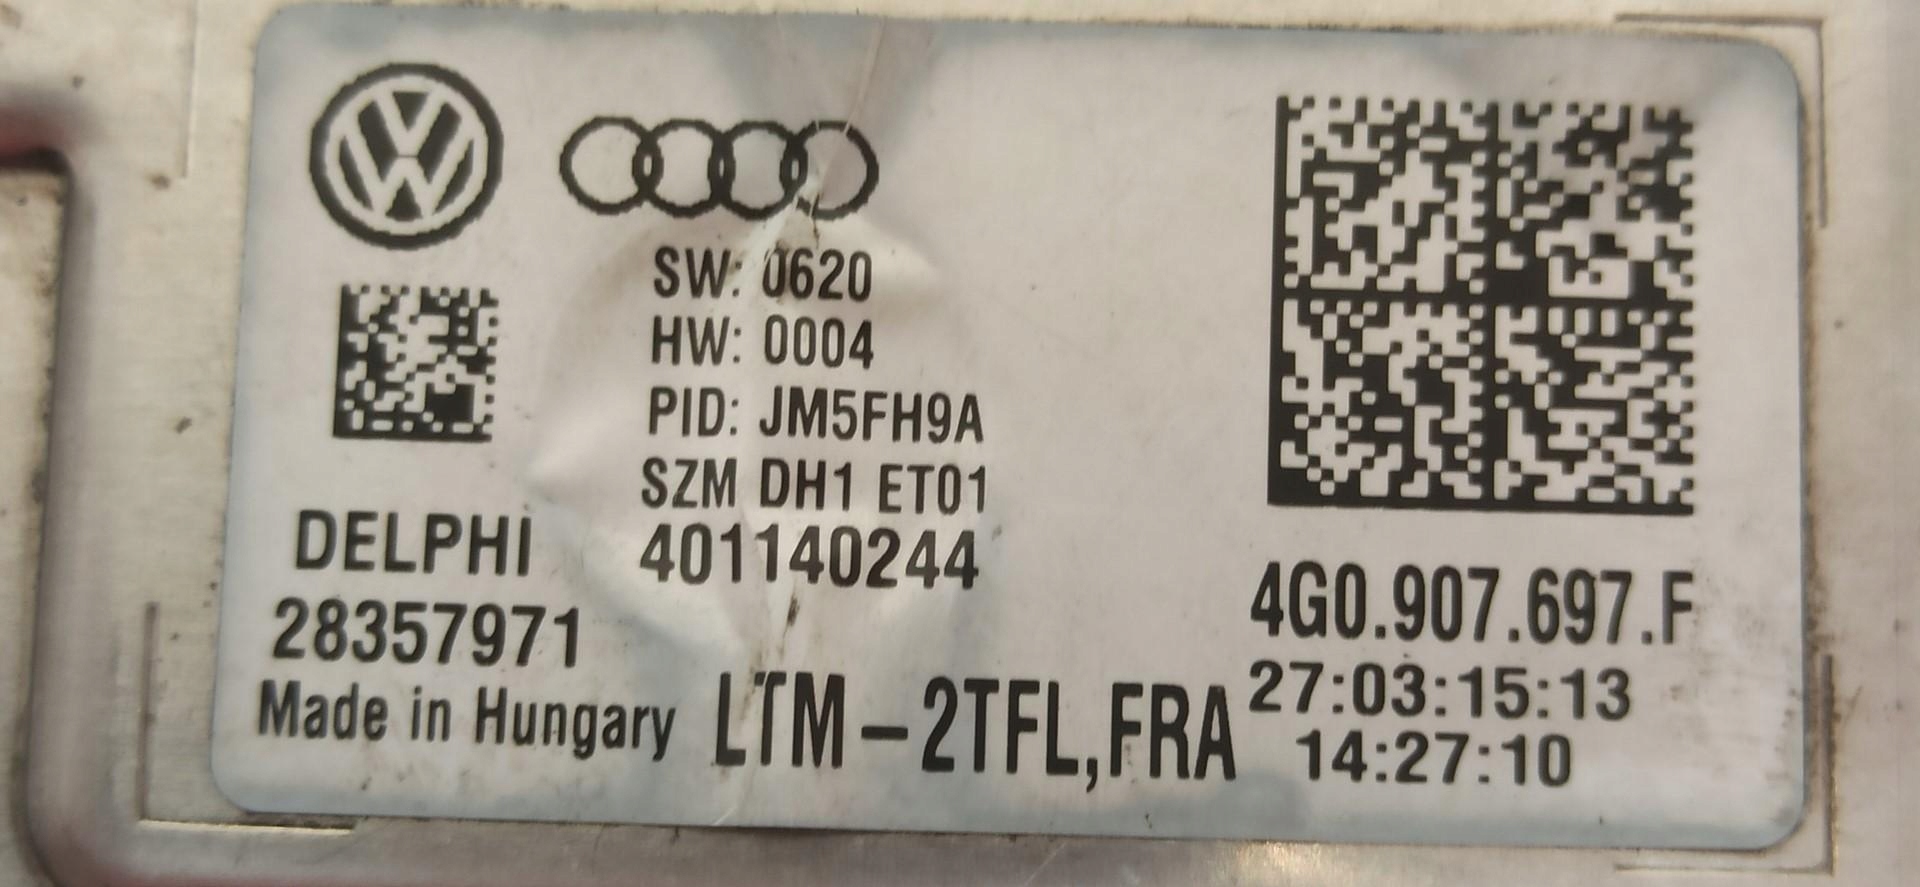 SW: 0620
HW: 0004
PID: JM5FH9A
SZM DH1 ET01
DELPHI 401140244
28357971
Made in Hungary LTM-2TFL,FRA
4G0.907.697.F
27:03:15:13
14:27:10